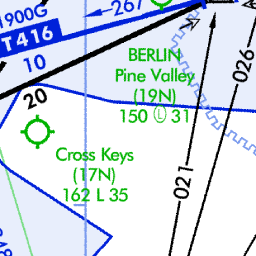 1900G
267
T416
10
BERLIN
Pine Valley
(19N)
150 Ⓛ 31
026
20
Cross Keys
(17N)
162 L 35
021